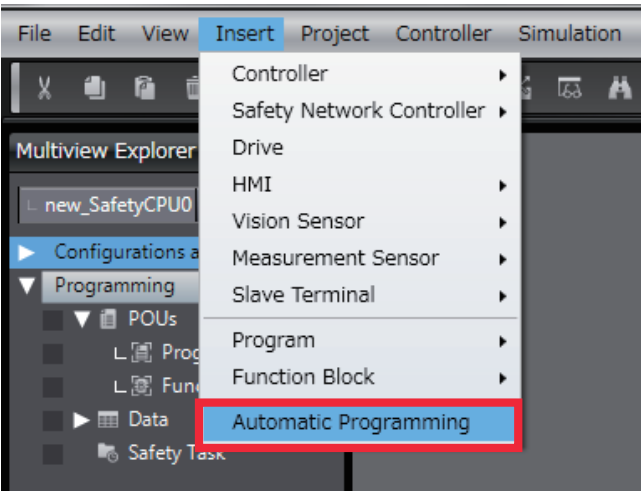 File Edit View Insert Project Controller Simulation
Controller
Safety Network Controller
Multiview Explorer
Drive
HMI
new_SafetyCPU0
Vision Sensor
Configurations a
Measurement Sensor
Programming
Slave Terminal
POUs
Program
Prog
Function Block
Fun
Automatic Programming
Data
Safety Task